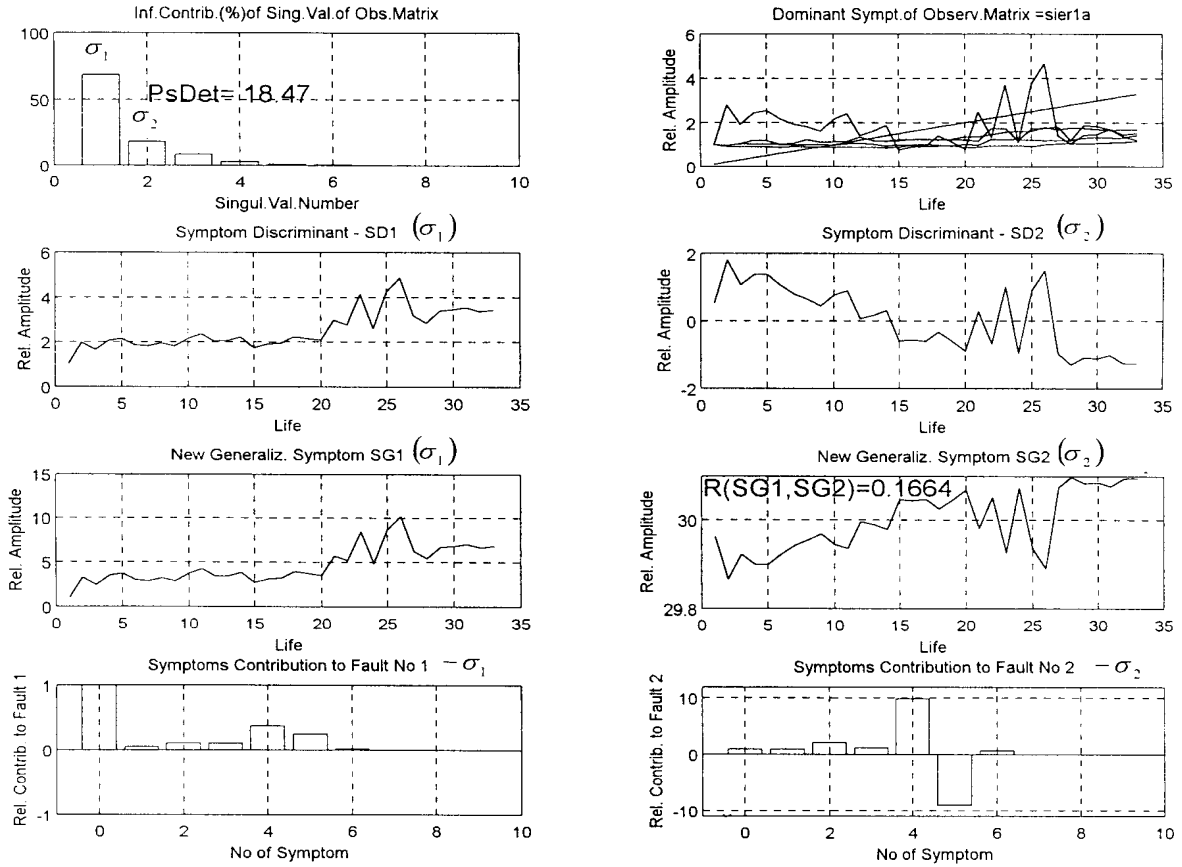 Inf.Contrib.(%)of Sing.Val.of Obs.Matrix
100
50
0
σ1
PsDet= 18.47
σ2
0 2 4 6 8 10
Singul.Val.Number
Dominant Sympt.of Observ.Matrix =sier1a
Rel. Amplitude
6
4
2
0
0 5 10 15 20 25 30 35
Life
Symptom Discriminant - SD1 (σ1)
Rel. Amplitude
6
4
2
0
0 5 10 15 20 25 30 35
Life
Symptom Discriminant - SD2 (σ2)
Rel. Amplitude
2
0
-2
0 5 10 15 20 25 30 35
Life
New Generaliz. Symptom SG1 (σ1)
Rel. Amplitude
15
10
5
0
0 5 10 15 20 25 30 35
Life
New Generaliz. Symptom SG2 (σ2)
R(SG1,SG2)=0.1664
Rel. Amplitude
30
29.8
0 5 10 15 20 25 30 35
Life
Symptoms Contribution to Fault No 1 – σ1
Rel. Contrib. to Fault 1
1
0
-1
0 2 4 6 8 10
No of Symptom
Symptoms Contribution to Fault No 2 – σ2
Rel. Contrib. to Fault 2
10
0
-10
0 2 4 6 8 10
No of Symptom